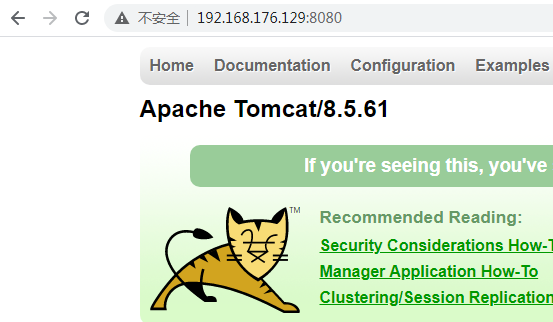 不安全 192.168.176.129:8080
Home Documentation Configuration Examples
Apache Tomcat/8.5.61
If you're seeing this, you've
TM
Recommended Reading:
Security Considerations How-T
Manager Application How-To
Clustering/Session Replication